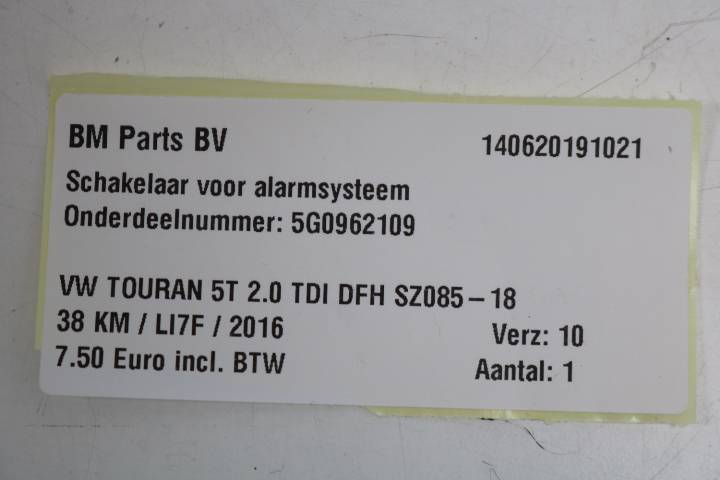 BM Parts BV 140620191021
Schakelaar voor alarmsysteem
Onderdeelnummer: 5G0962109
VW TOURAN 5T 2.0 TDI DFH SZ085-18
38 KM / LI7F / 2016 Verz: 10
7.50 Euro incl. BTW Aantal: 1